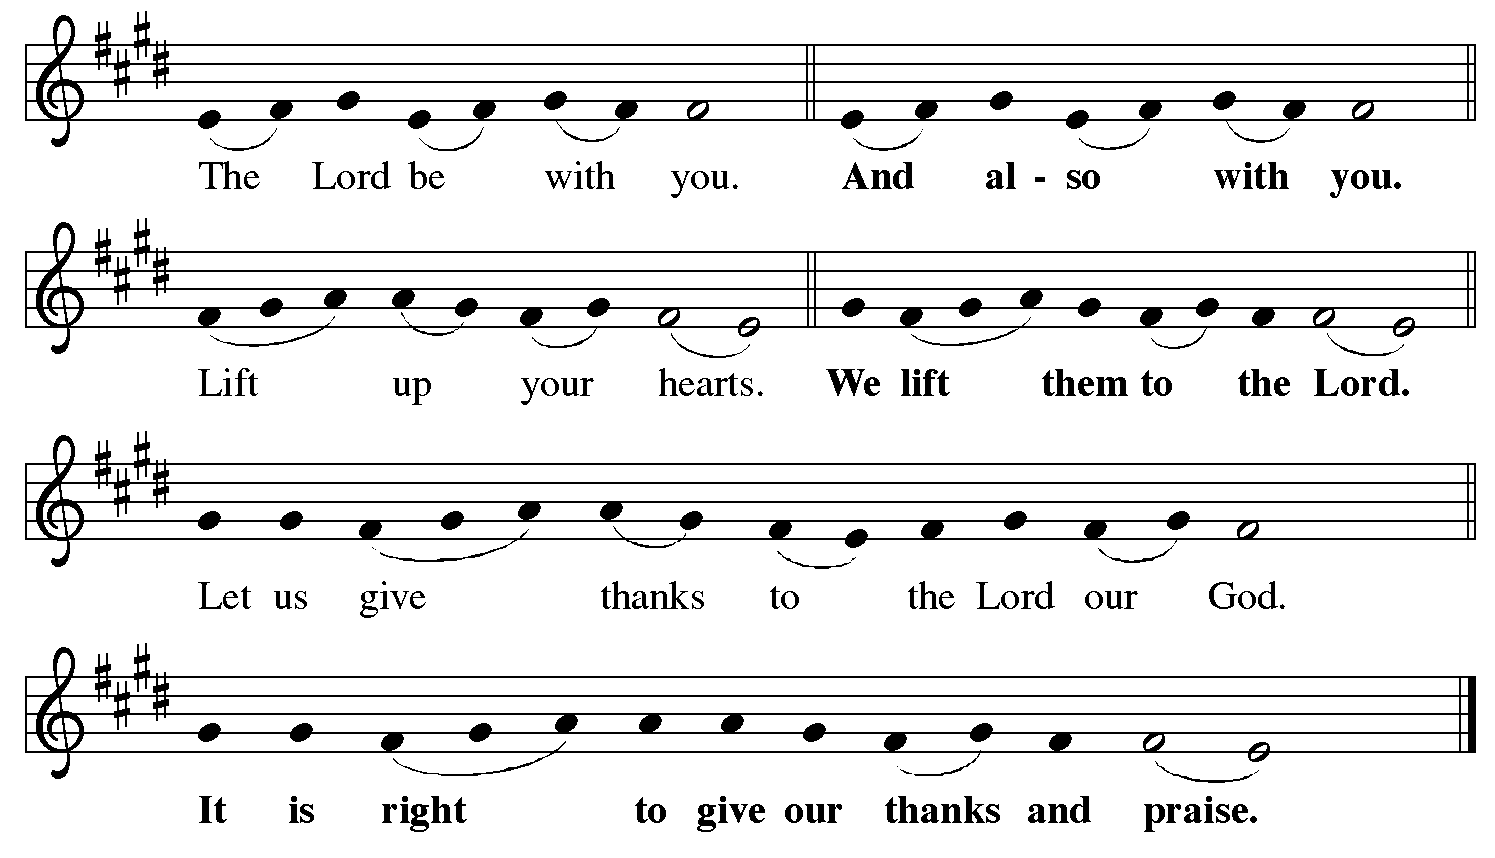 The Lord be with you. And al - so with you.
Lift up your hearts. We lift them to the Lord.
Let us give thanks to the Lord our God.
It is right to give our thanks and praise.